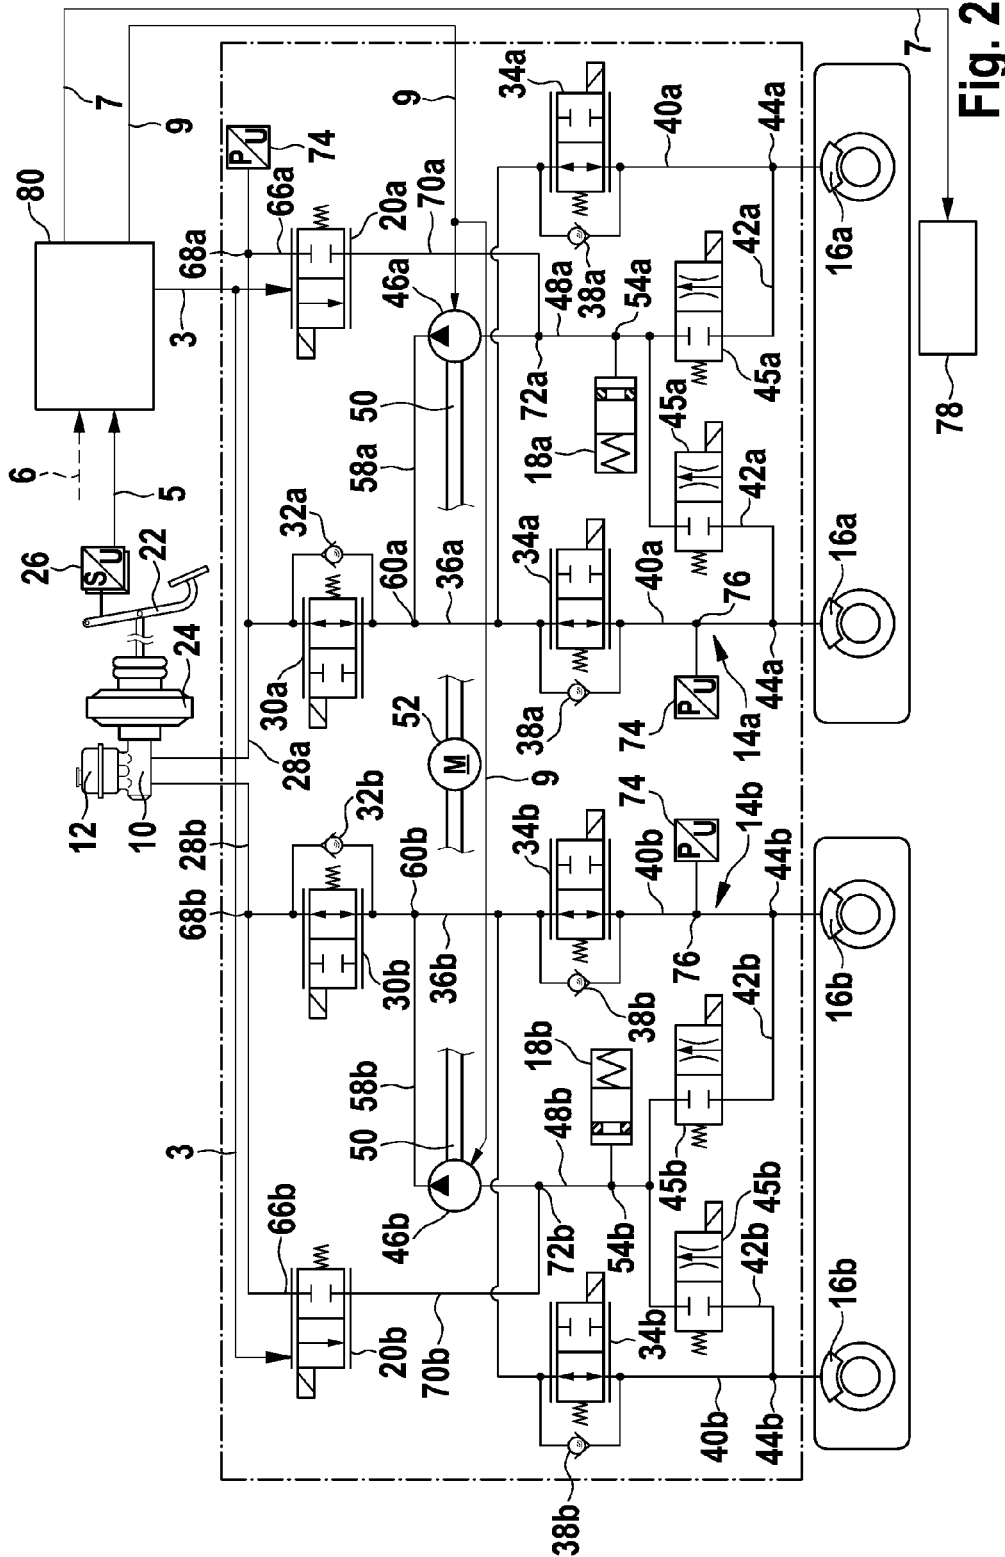 Fig. 2
7
9
80
3
6
5
26
S
U
22
24
12
10
28b
28a
68b
68a
66a
P
U
74
20a
70a
9
7
46a
50
58a
32a
30a
60a
36a
32b
30b
60b
36b
52
M
9
58b
50
46b
3
66b
20b
70b
72b
48b
54b
18b
72a
48a
54a
18a
34a
38a
40a
44a
42a
45a
16a
34a
38a
40a
76
74
P
U
14a
44a
42a
45a
16a
78
34b
38b
40b
76
74
P
U
14b
44b
42b
45b
16b
34b
38b
40b
44b
42b
45b
16b